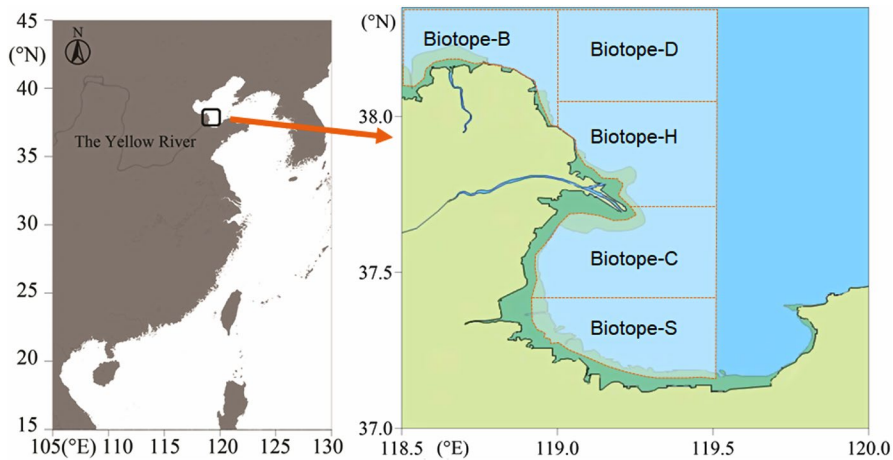 45
(°N)
N
40
The Yellow River
35
30
25
20
15
105(°E) 110 115 120 125 130
(°N)
38.0
37.5
37.0
118.5 (°E) 119.0 119.5 120.0
Biotope-B
Biotope-D
Biotope-H
Biotope-C
Biotope-S